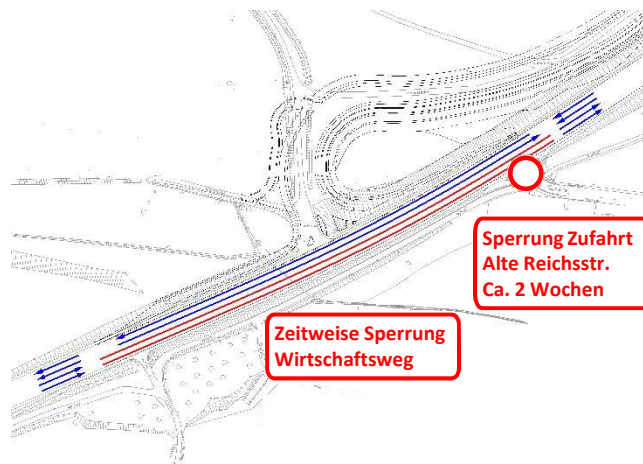 Sperrung Zufahrt
Alte Reichsstr.
Ca. 2 Wochen
Zeitweise Sperrung
Wirtschaftsweg